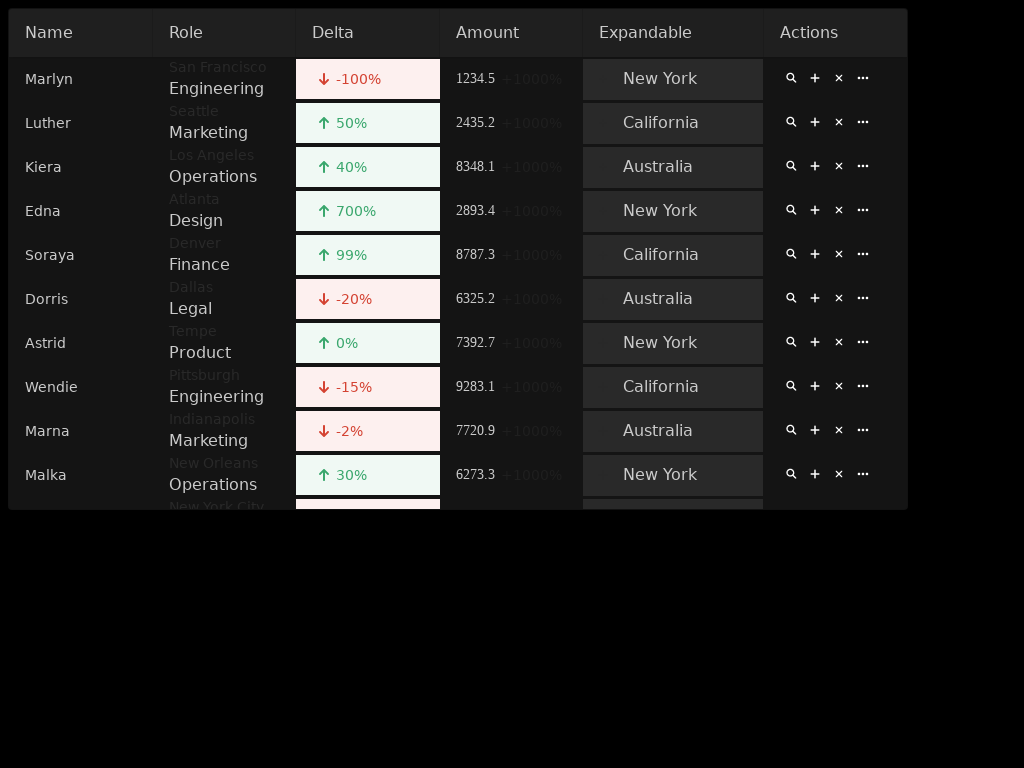 Name Role Delta Amount Expandable Actions
San Francisco
Marlyn Engineering -100% 1234.5 +1000% New York
Seattle
Luther Marketing 50% 2435.2 +1000% California
Los Angeles
Kiera Operations 40% 8348.1 +1000% Australia
Atlanta
Edna Design 700% 2893.4 +1000% New York
Denver
Soraya Finance 99% 8787.3 +1000% California
Dallas
Dorris Legal -20% 6325.2 +1000% Australia
Tempe
Astrid Product 0% 7392.7 +1000% New York
Pittsburgh
Wendie Engineering -15% 9283.1 +1000% California
Indianapolis
Marna Marketing -2% 7720.9 +1000% Australia
New Orleans
Malka Operations 30% 6273.3 +1000% New York
New York City